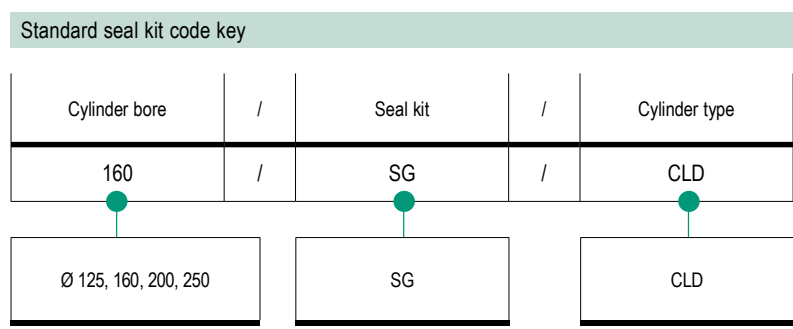 Standard seal kit code key
Cylinder bore / Seal kit / Cylinder type
160 / SG / CLD
Ø 125, 160, 200, 250 SG CLD